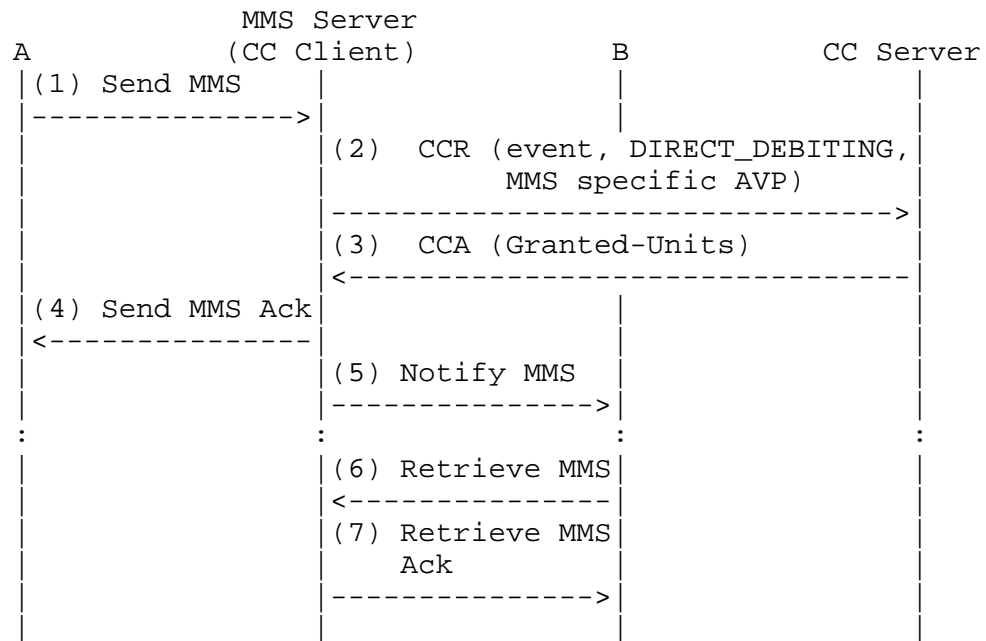 MMS Server
A (CC Client) B CC Server
(1) Send MMS
(2) CCR (event, DIRECT_DEBITING,
MMS specific AVP)
(3) CCA (Granted-Units)
(4) Send MMS Ack
(5) Notify MMS
(6) Retrieve MMS
(7) Retrieve MMS
Ack